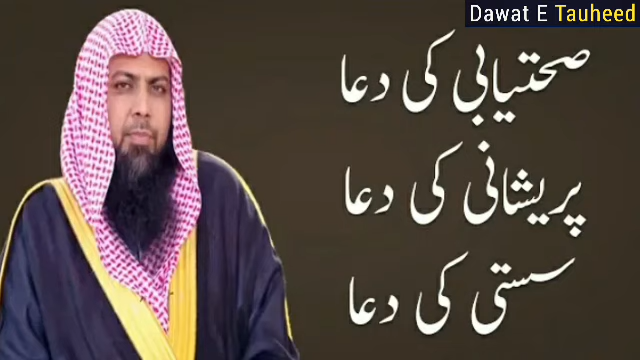 Dawat E Tauheed
صحتیابی کی دعا
پریشانی کی دعا
سستی کی دعا